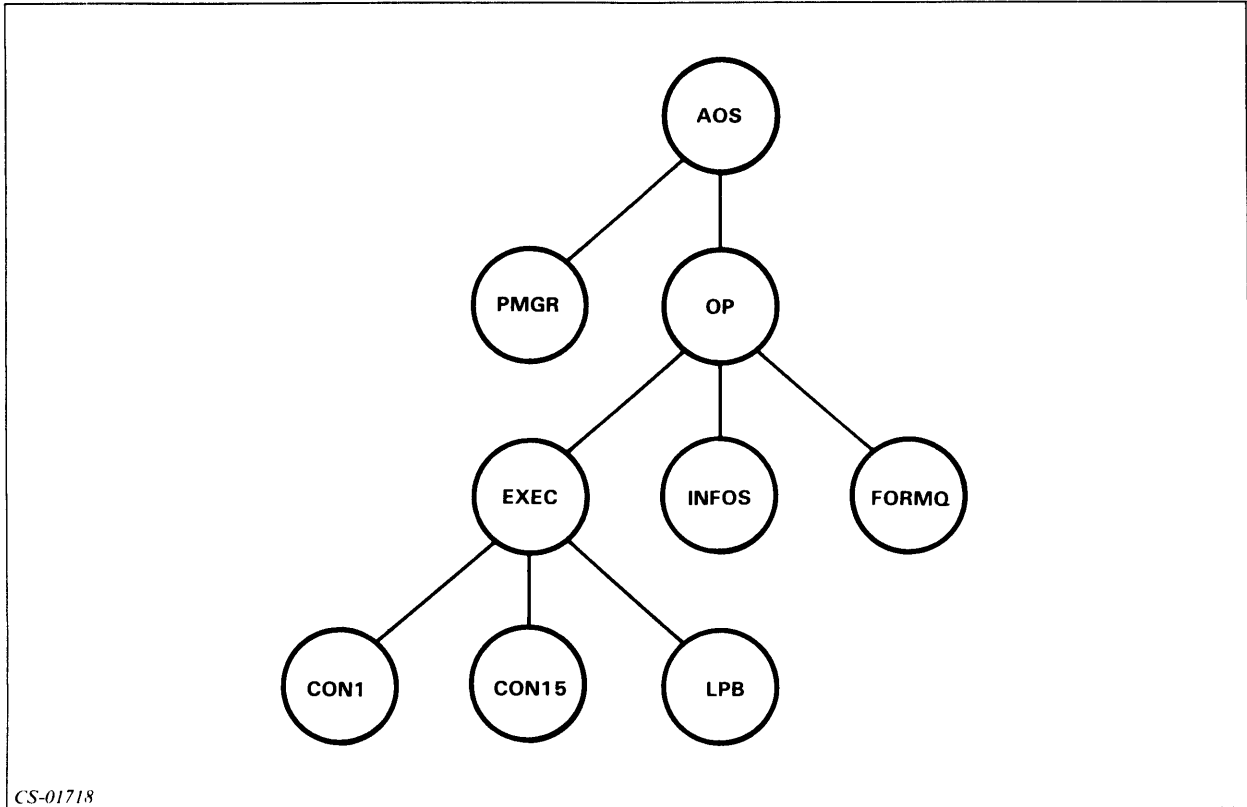 AOS
PMGR
OP
EXEC
INFOS
FORMQ
CON1
CON15
LPB
CS-01718